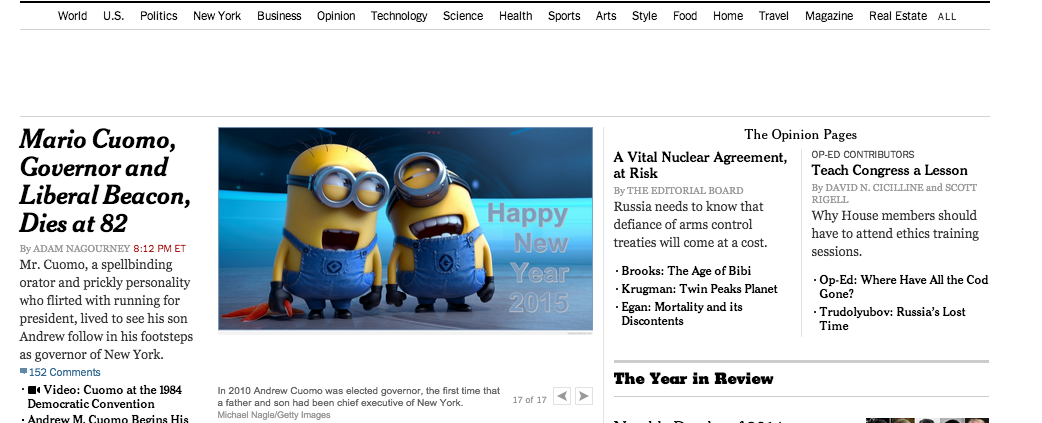 World U.S. Politics New York Business Opinion Technology Science Health Sports Arts Style Food Home Travel Magazine Real Estate ALL
Mario Cuomo,
Governor and
Liberal Beacon,
Dies at 82
By ADAM NAGOURNEY 8:12 PM ET
Mr. Cuomo, a spellbinding
orator and prickly personality
who flirted with running for
president, lived to see his son
Andrew follow in his footsteps
as governor of New York.
152 Comments
· Video: Cuomo at the 1984
Democratic Convention
· Andrew M. Cuomo Begins His
Happy
New
Year
2015
In 2010 Andrew Cuomo was elected governor, the first time that
a father and son had been chief executive of New York.
Michael Nagle/Getty Images
17 of 17
The Opinion Pages
A Vital Nuclear Agreement,
at Risk
By THE EDITORIAL BOARD
Russia needs to know that
defiance of arms control
treaties will come at a cost.
· Brooks: The Age of Bibi
· Krugman: Twin Peaks Planet
· Egan: Mortality and its
Discontents
OP-ED CONTRIBUTORS
Teach Congress a Lesson
By DAVID N. CICILLINE and SCOTT
RIGELL
Why House members should
have to attend ethics training
sessions.
· Op-Ed: Where Have All the Cod
Gone?
· Trudolyubov: Russia's Lost
Time
The Year in Review